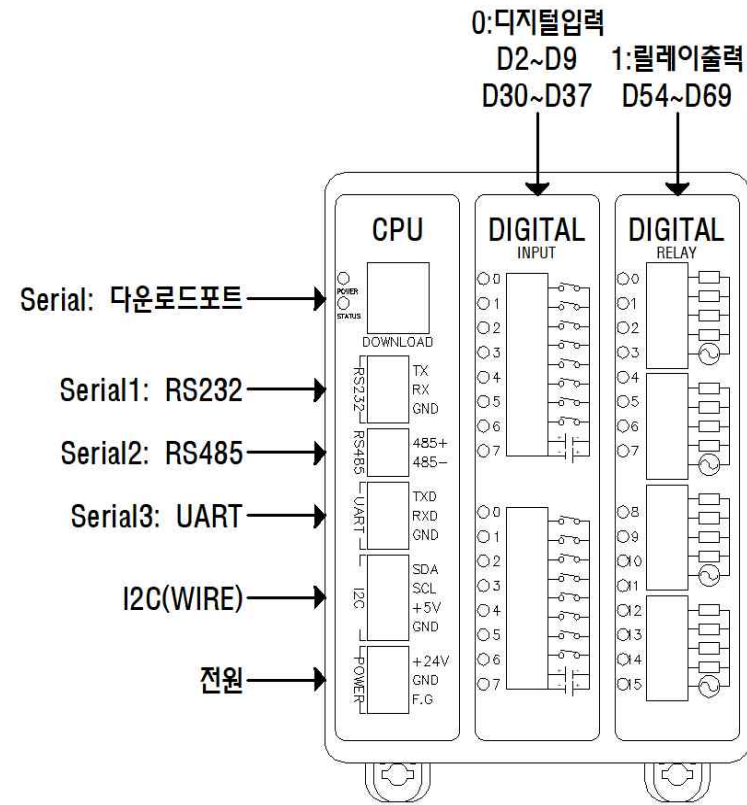 0:디지털입력
D2~D9
D30~D37
1:릴레이출력
D54~D69
Serial: 다운로드포트
Serial1: RS232
Serial2: RS485
Serial3: UART
I2C(WIRE)
전원
CPU
POWER
STATUS
DOWNLOAD
RS232
TX
RX
GND
RS485
485+
485-
UART
TXD
RXD
GND
I2C
SDA
SCL
+5V
GND
POWER
+24V
GND
F.G
DIGITAL
INPUT
0
1
2
3
4
5
6
7
0
1
2
3
4
5
6
7
DIGITAL
RELAY
0
1
2
3
4
5
6
7
8
9
10
11
12
13
14
15